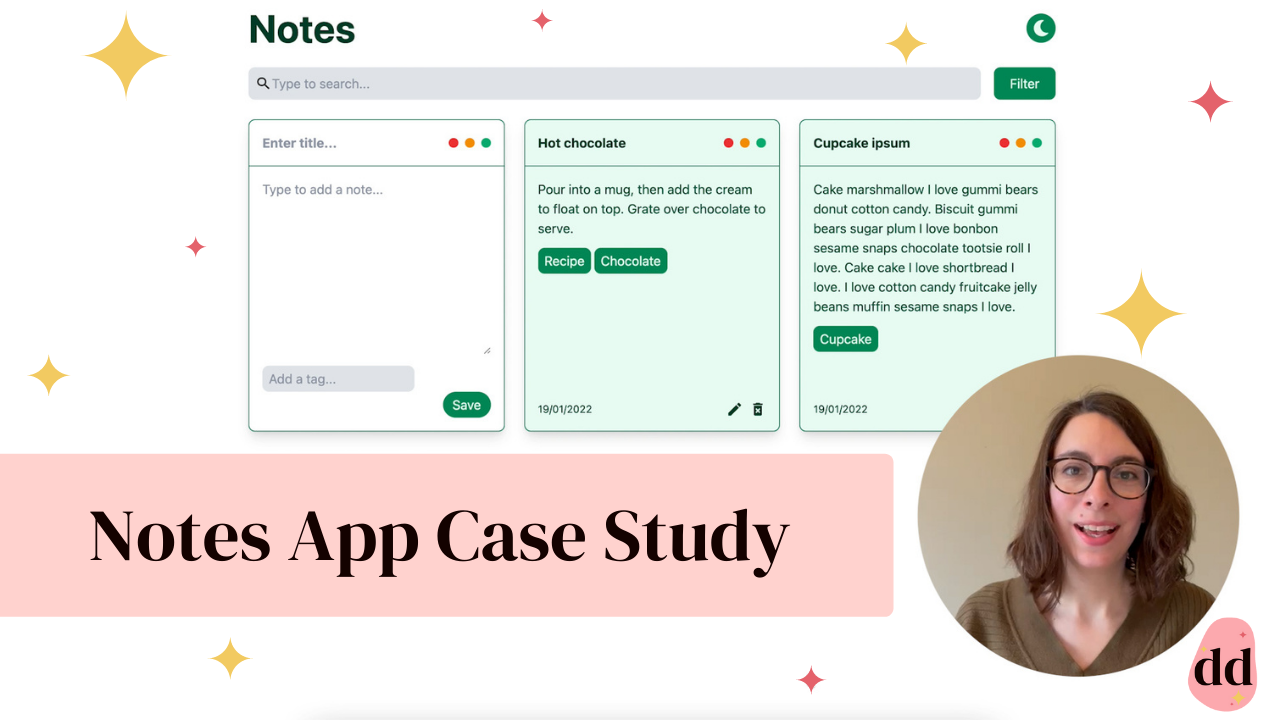 Notes
Type to search...
Filter
Enter title...
Type to add a note...
Add a tag...
Save
Hot chocolate
Pour into a mug, then add the cream
to float on top. Grate over chocolate to
serve.
Recipe Chocolate
19/01/2022
Cupcake ipsum
Cake marshmallow I love gummi bears
donut cotton candy. Biscuit gummi
bears sugar plum I love bonbon
sesame snaps chocolate tootsie roll I
love. Cake cake I love shortbread I
love. I love cotton candy fruitcake jelly
beans muffin sesame snaps I love.
Cupcake
19/01/2022
Notes App Case Study
dd